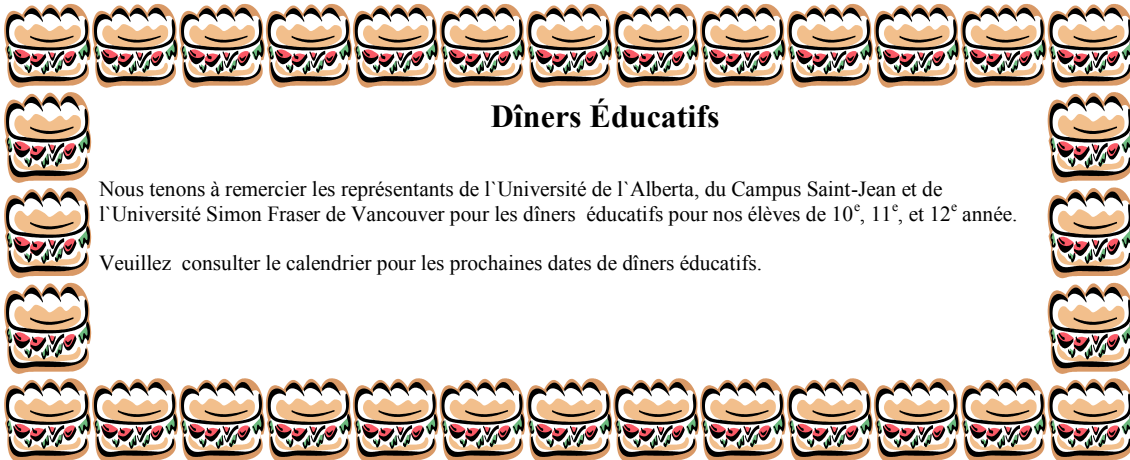 Dîners Éducatifs
Nous tenons à remercier les représentants de l`Université de l`Alberta, du Campus Saint-Jean et de
l`Université Simon Fraser de Vancouver pour les dîners  éducatifs pour nos élèves de 10e, 11e, et 12e année.
Veuillez  consulter le calendrier pour les prochaines dates de dîners éducatifs.